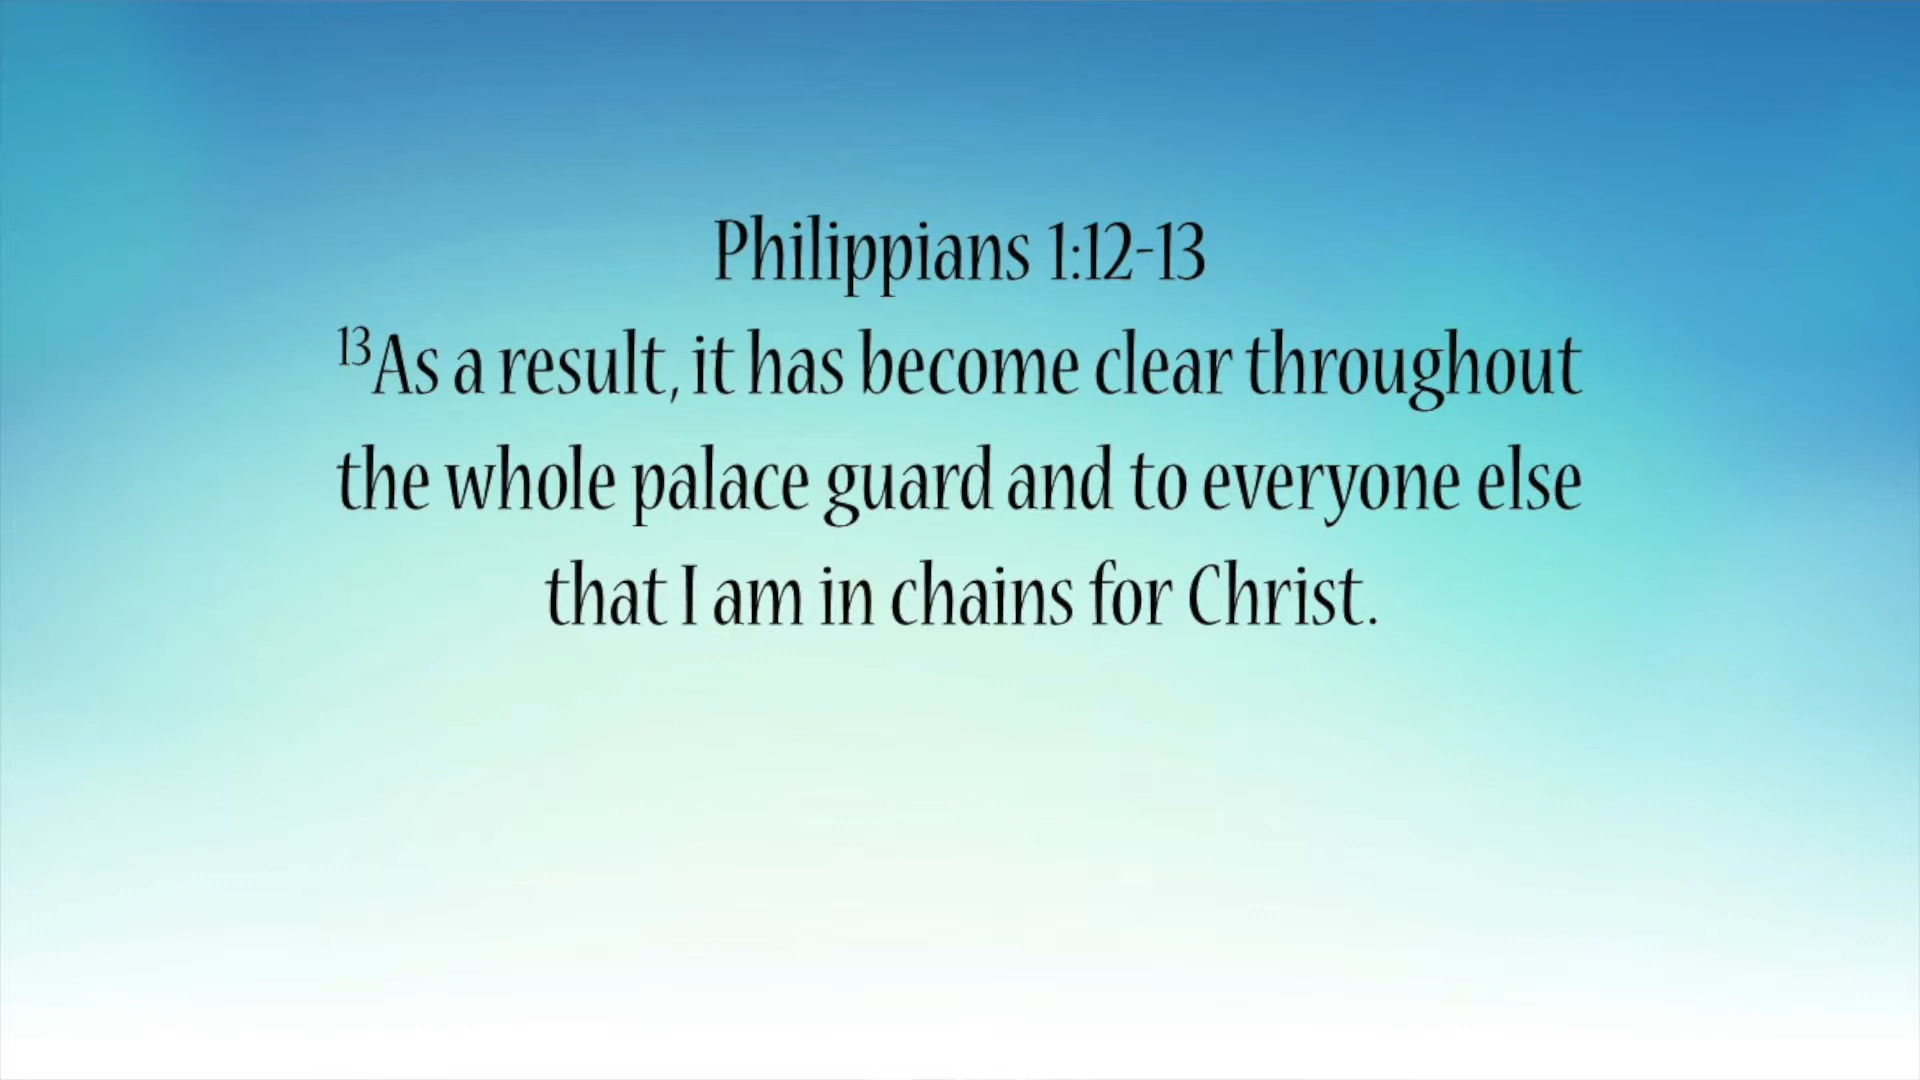 Philippians 1:12-13
13As a result, it has become clear throughout
the whole palace guard and to everyone else
that I am in chains for Christ.